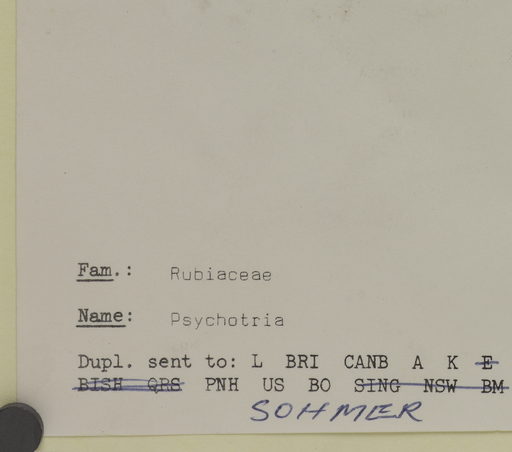 Fam.: Rubiaceae
Name: Psychotria
Dupl. sent to: L BRI CANB A K E
BISH QRS PNH US BO SING NSW BM
SOHMER